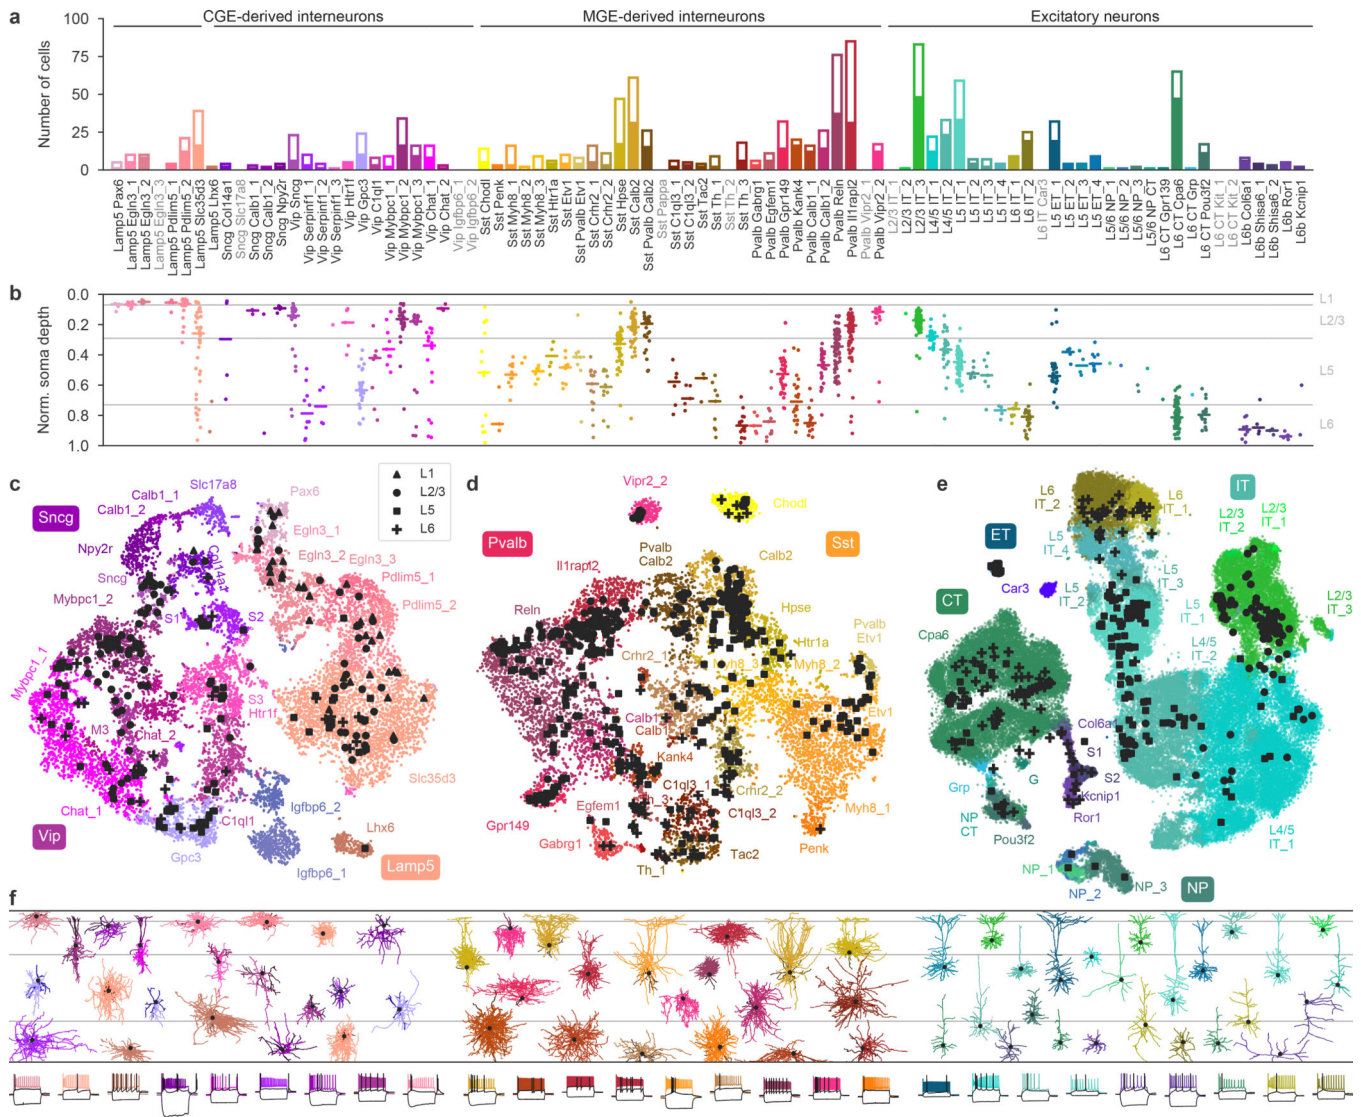 a
CGE-derived interneurons
MGE-derived interneurons
Excitatory neurons
Number of cells
100
75
50
25
0
Lamp5 Pax6
Lamp5 Egln3_1
Lamp5 Egln3_2
Lamp5 Egln3_3
Lamp5 Pdlim5_1
Lamp5 Pdlim5_2
Lamp5 Slc35d3
Lamp5 Lhx6
Sncg Col14a1
Sncg Slc17a8
Sncg Calb1_1
Sncg Calb1_2
Sncg Npy2r
Vip Sncg
Vip Serpinf1_1
Vip Serpinf1_2
Vip Serpinf1_3
Vip Htr1f
Vip Gpc3
Vip C1ql1
Vip Mybpc1_1
Vip Mybpc1_2
Vip Mybpc1_3
Vip Chat_1
Vip Chat_2
Vip Igfbp6_1
Vip Igfbp6_2
Sst Chodl
Sst Penk
Sst Myh8_1
Sst Myh8_2
Sst Myh8_3
Sst Htr1a
Sst Etv1
Sst Pvalb Etv1
Sst Crhr2_1
Sst Crhr2_2
Sst Hpse
Sst Calb2
Sst Pvalb Calb2
Sst Pappa
Sst C1ql3_1
Sst C1ql3_2
Sst Tac2
Sst Th_1
Sst Th_2
Sst Th_3
Pvalb Gabrg1
Pvalb Egfem1
Pvalb Gpr149
Pvalb Kank4
Pvalb Calb1_1
Pvalb Calb1_2
Pvalb Reln
Pvalb Il1rapl2
Pvalb Vipr2_1
Pvalb Vipr2_2
L2/3 IT_1
L2/3 IT_2
L2/3 IT_3
L4/5 IT_1
L4/5 IT_2
L5 IT_1
L5 IT_2
L5 IT_3
L5 IT_4
L6 IT_1
L6 IT_2
L6 IT Car3
L5 ET_1
L5 ET_2
L5 ET_3
L5 ET_4
L5/6 NP_1
L5/6 NP_2
L5/6 NP_3
L5/6 NP CT
L6 CT Gpr139
L6 CT Cpa6
L6 CT Grp
L6 CT Pou3f2
L6 CT Kit_1
L6 CT Kit_2
L6b Col6a1
L6b Shisa6_1
L6b Shisa6_2
L6b Ror1
L6b Kcnip1
b
Norm. soma depth
0.0
0.2
0.4
0.6
0.8
1.0
L1
L2/3
L5
L6
c
L1
L2/3
L5
L6
Sncg
Calb1_1
Calb1_2
Slc17a8
Npy2r
Col14a1
Sncg
Mybpc1_2
S1
S2
Mybpc1_1
S3
Htr1f
M3
Chat_2
Chat_1
Vip
Gpc3
C1ql1
Igfbp6_2
Igfbp6_1
Pax6
Egln3_1
Egln3_2
Egln3_3
Pdlim5_1
Pdlim5_2
Slc35d3
Lhx6
Lamp5
d
Vipr2_2
Chodl
Pvalb
Pvalb
Calb2
Calb2
Sst
Il1rapl2
Reln
Hpse
Htr1a
Pvalb
Etv1
Crhr2_1
Myh8_3
Myh8_2
Calb1_
Calb1_
Etv1
Kank4
C1ql3_1
Crhr2_2
Th_3
C1ql3_2
Myh8_1
Egfem1
Gpr149
Gabrg1
Th_1
Tac2
Penk
e
L6
IT_2
L6
IT_1
IT
L2/3
IT_2
L2/3
IT_1
ET
L5
IT_4
Car3
L5
IT_3
L5
IT_2
L5
IT_1
L2/3
IT_3
CT
Cpa6
L4/5
IT_2
Col6a
S1
S2
Kcnip1
Ror1
G
Grp
NP
CT
Pou3f2
L4/5
IT_1
NP_1
NP_2
NP_3
NP
f